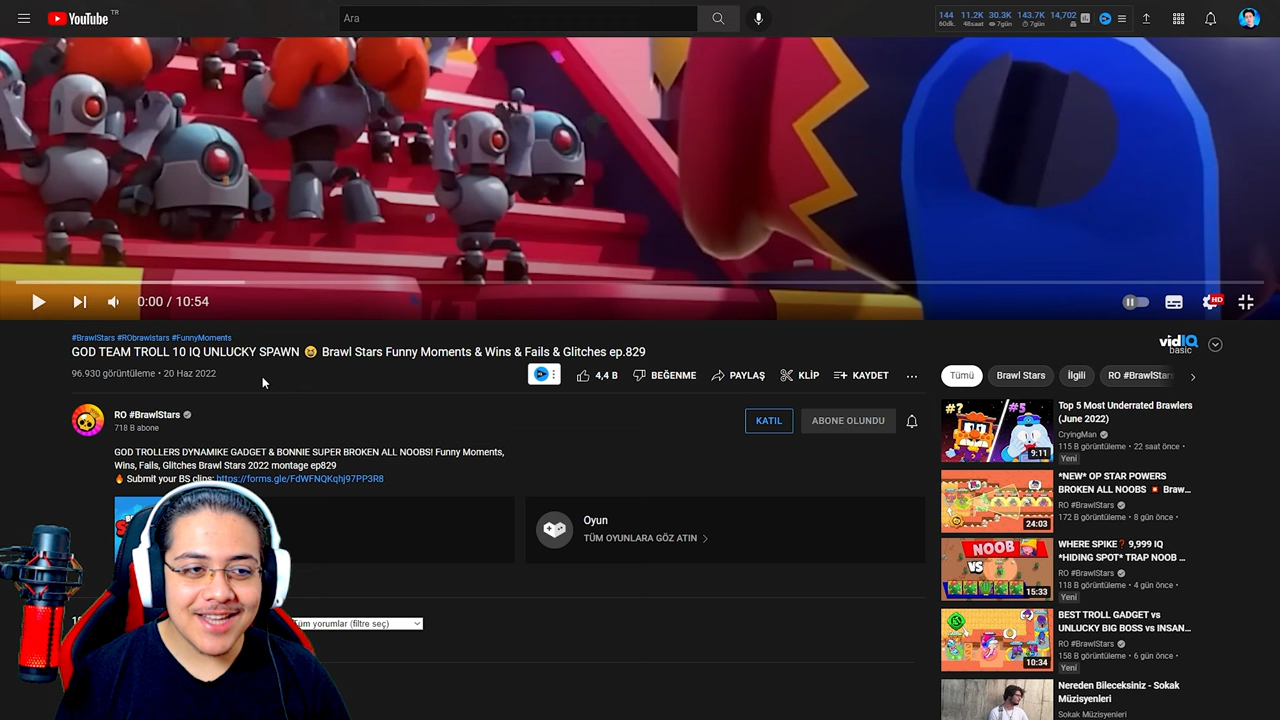 YouTube TR
Ara
144 11.2K 30.3K 143.7K 14,702
60dk. 48saat 7gün 7gün
0:00 / 10:54
HD
#BrawlStars #RObrawlstars #FunnyMoments
GOD TEAM TROLL 10 IQ UNLUCKY SPAWN 😆 Brawl Stars Funny Moments & Wins & Fails & Glitches ep.829
96.930 görüntüleme • 20 Haz 2022
4,4 B BEĞENME PAYLAŞ KLİP KAYDET
RO #BrawlStars
718 B abone
KATIL ABONE OLUNDU
GOD TROLLERS DYNAMIKE GADGET & BONNIE SUPER BROKEN ALL NOOBS! Funny Moments,
Wins, Fails, Glitches Brawl Stars 2022 montage ep829
🔥 Submit your BS clips: https://forms.gle/FdWFNQKqhj97PP3R8
Oyun
TÜM OYUNLARA GÖZ ATIN
Tüm yorumlar (filtre seç)
vidIQ
basic
Tümü Brawl Stars İlgili RO #BrawlStars
#? #5
9:11
Top 5 Most Underrated Brawlers
(June 2022)
CryingMan
115 B görüntüleme • 22 saat önce •
Yeni
24:03
*NEW* OP STAR POWERS
BROKEN ALL NOOBS 💥 Braw...
RO #BrawlStars
172 B görüntüleme • 8 gün önce •
NOOB
VS
15:33
WHERE SPIKE❓ 9,999 IQ
*HIDING SPOT* TRAP NOOB ...
RO #BrawlStars
118 B görüntüleme • 4 gün önce •
Yeni
10:34
BEST TROLL GADGET vs
UNLUCKY BIG BOSS vs INSAN...
RO #BrawlStars
158 B görüntüleme • 6 gün önce •
Yeni
Nereden Bileceksiniz - Sokak
Müzisyenleri
Sokak Müzisyenleri